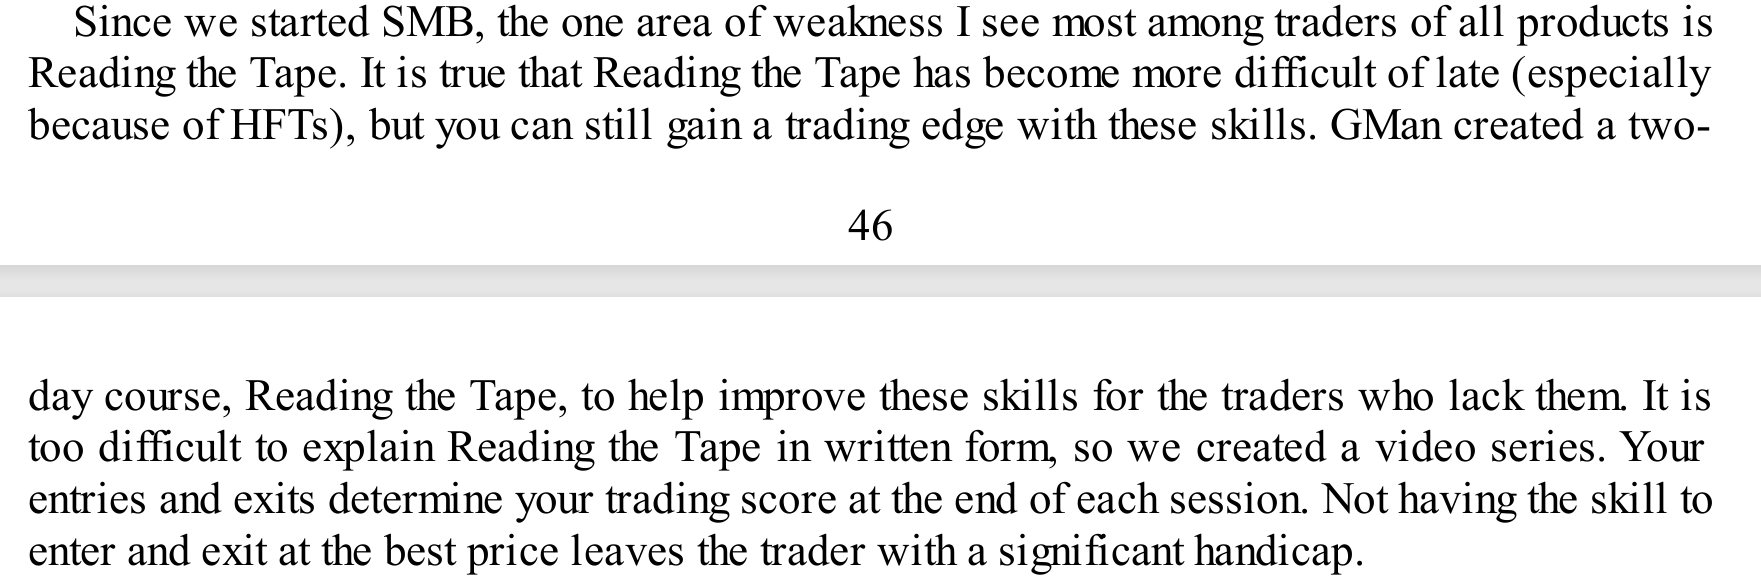 Since we started SMB, the one area of weakness I see most among traders of all products is
Reading the Tape. It is true that Reading the Tape has become more difficult of late (especially
because of HFTs), but you can still gain a trading edge with these skills. GMan created a two-
46
day course, Reading the Tape, to help improve these skills for the traders who lack them. It is
too difficult to explain Reading the Tape in written form, so we created a video series. Your
entries and exits determine your trading score at the end of each session. Not having the skill to
enter and exit at the best price leaves the trader with a significant handicap.